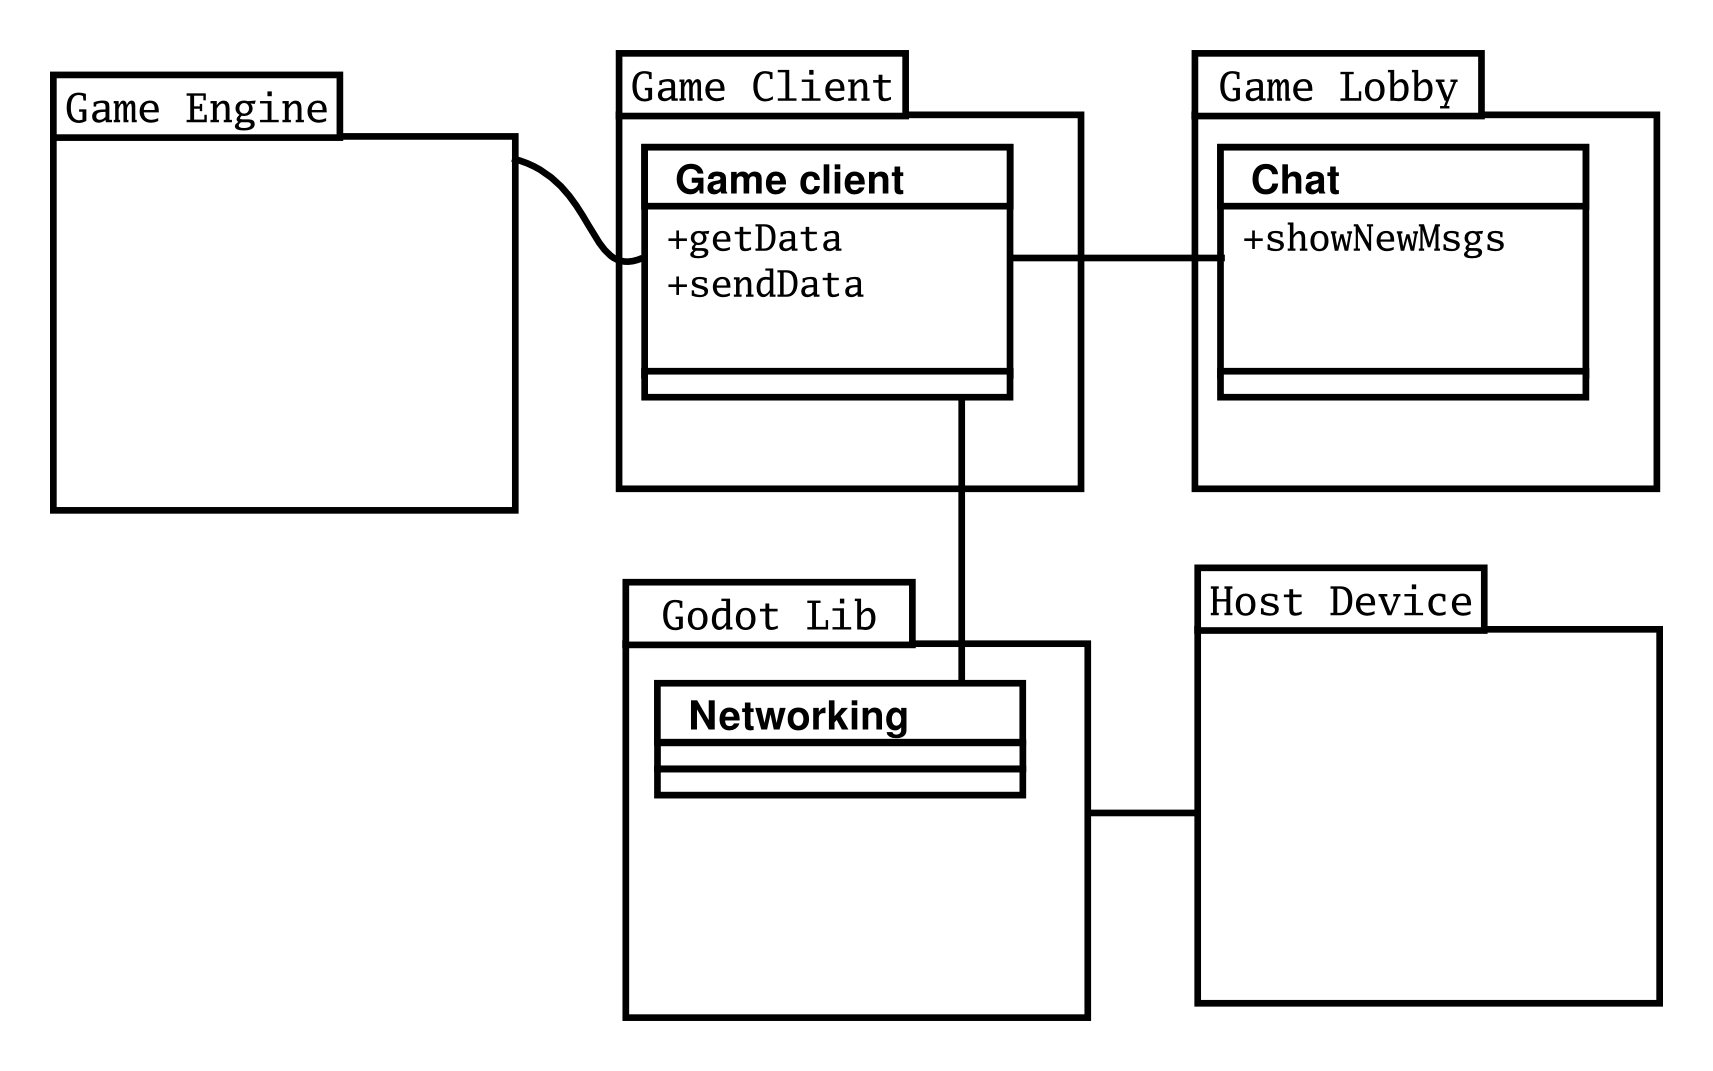 Game Engine
Game Client
Game client
+getData
+sendData
Game Lobby
Chat
+showNewMsgs
Godot Lib
Networking
Host Device